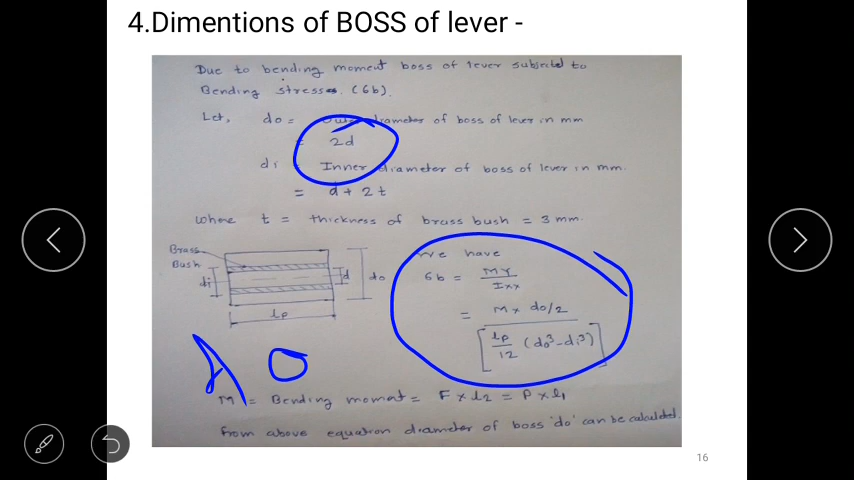 4.Dimentions of BOSS of lever -
Due to bending moment boss of lever subjected to
Bending stresses. (6b).
Let, do = diameter of boss of lever in mm
= 2d
di = Inner diameter of boss of lever in mm.
= d + 2t
Where t = thickness of brass bush = 3 mm.
We have
Brass
Bush
di
d
do
lp
6b = MY / Ixx
= M x do/2 / [lp/12 (do³-di³)]
M = Bending moment = F x l2 = P x l1
from above equation diameter of boss 'do' can be calculated.
16